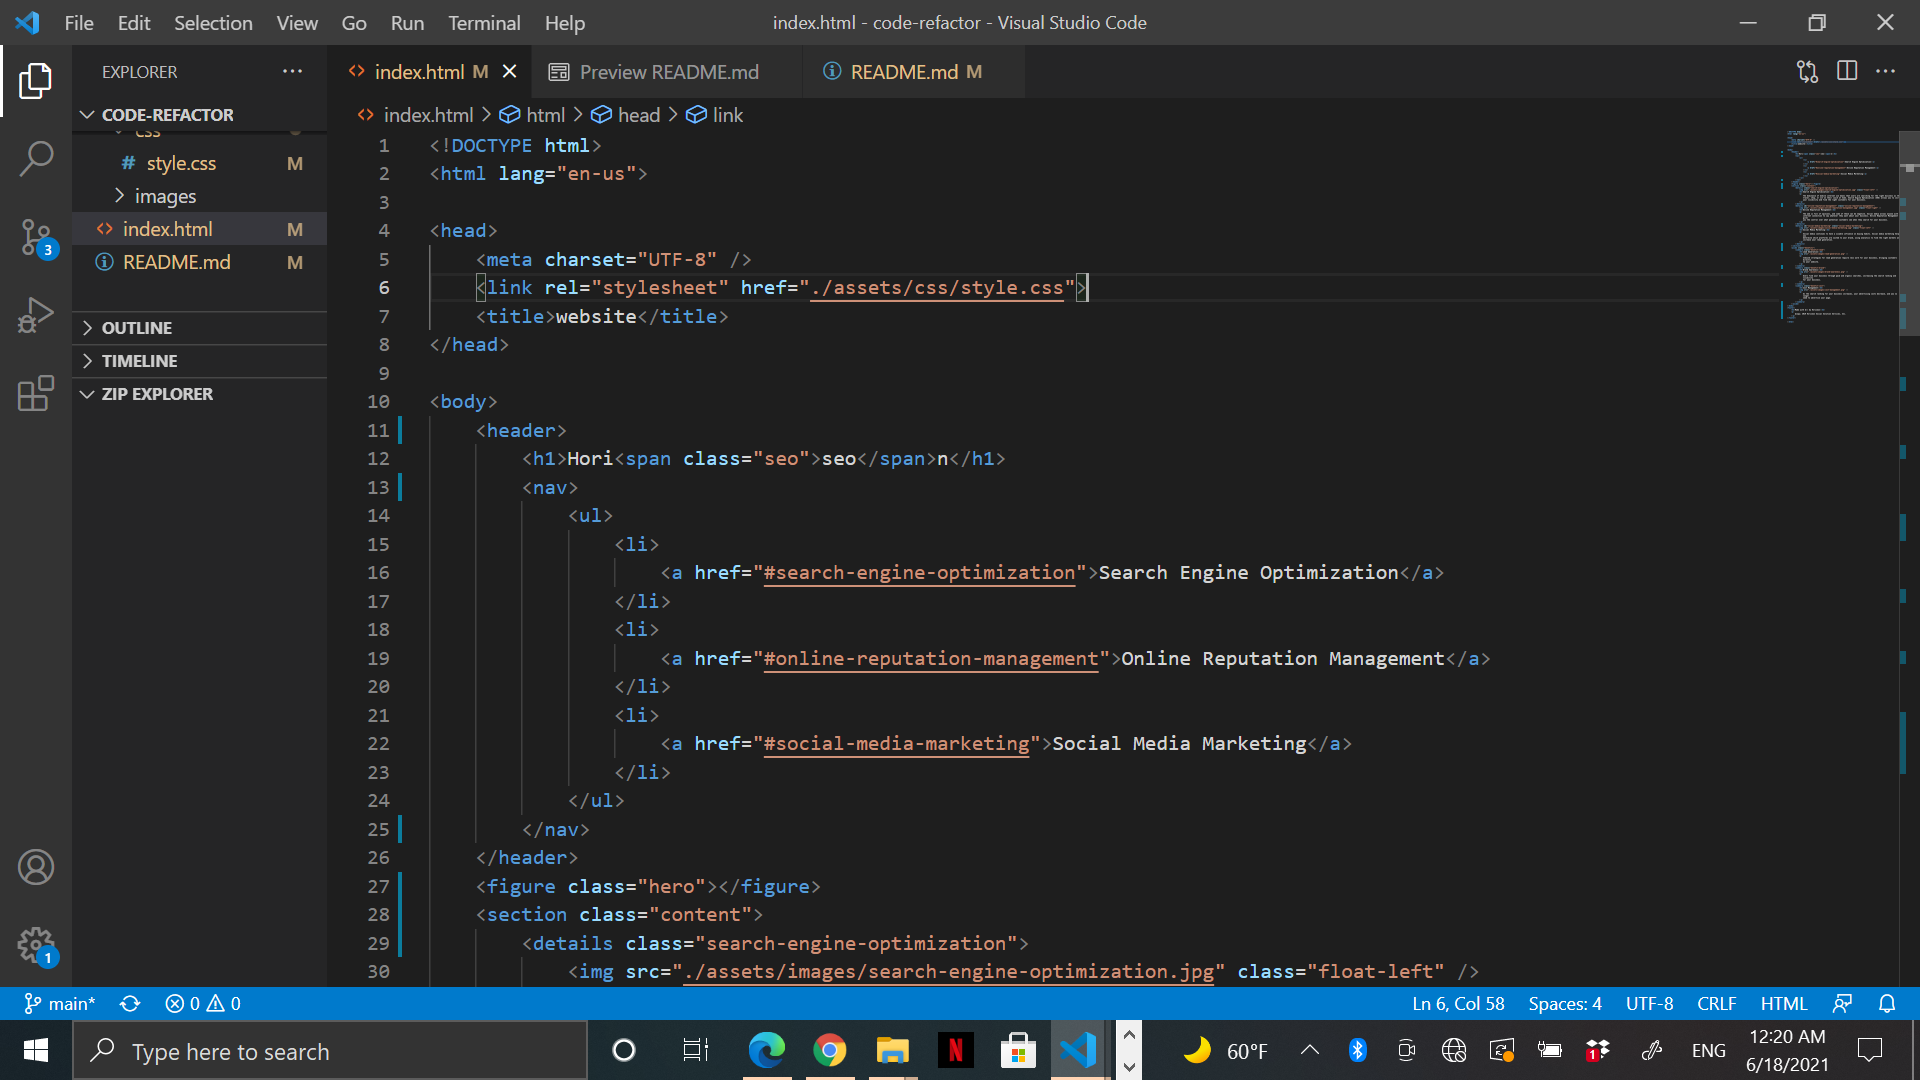 File Edit Selection View Go Run Terminal Help
index.html - code-refactor - Visual Studio Code
EXPLORER
CODE-REFACTOR
css
# style.css M
images
index.html M
README.md M
OUTLINE
TIMELINE
ZIP EXPLORER
3
1
index.html M
Preview README.md
README.md M
index.html > html > head > link
1 <!DOCTYPE html>
2 <html lang="en-us">
3
4 <head>
5 <meta charset="UTF-8" />
6 <link rel="stylesheet" href="./assets/css/style.css">
7 <title>website</title>
8 </head>
9
10 <body>
11 <header>
12 <h1>Hori<span class="seo">seo</span>n</h1>
13 <nav>
14 <ul>
15 <li>
16 <a href="#search-engine-optimization">Search Engine Optimization</a>
17 </li>
18 <li>
19 <a href="#online-reputation-management">Online Reputation Management</a>
20 </li>
21 <li>
22 <a href="#social-media-marketing">Social Media Marketing</a>
23 </li>
24 </ul>
25 </nav>
26 </header>
27 <figure class="hero"></figure>
28 <section class="content">
29 <details class="search-engine-optimization">
30 <img src="./assets/images/search-engine-optimization.jpg" class="float-left" />
main* 0 0 Ln 6, Col 58 Spaces: 4 UTF-8 CRLF HTML
Type here to search
N
60°F
1
ENG
12:20 AM
6/18/2021